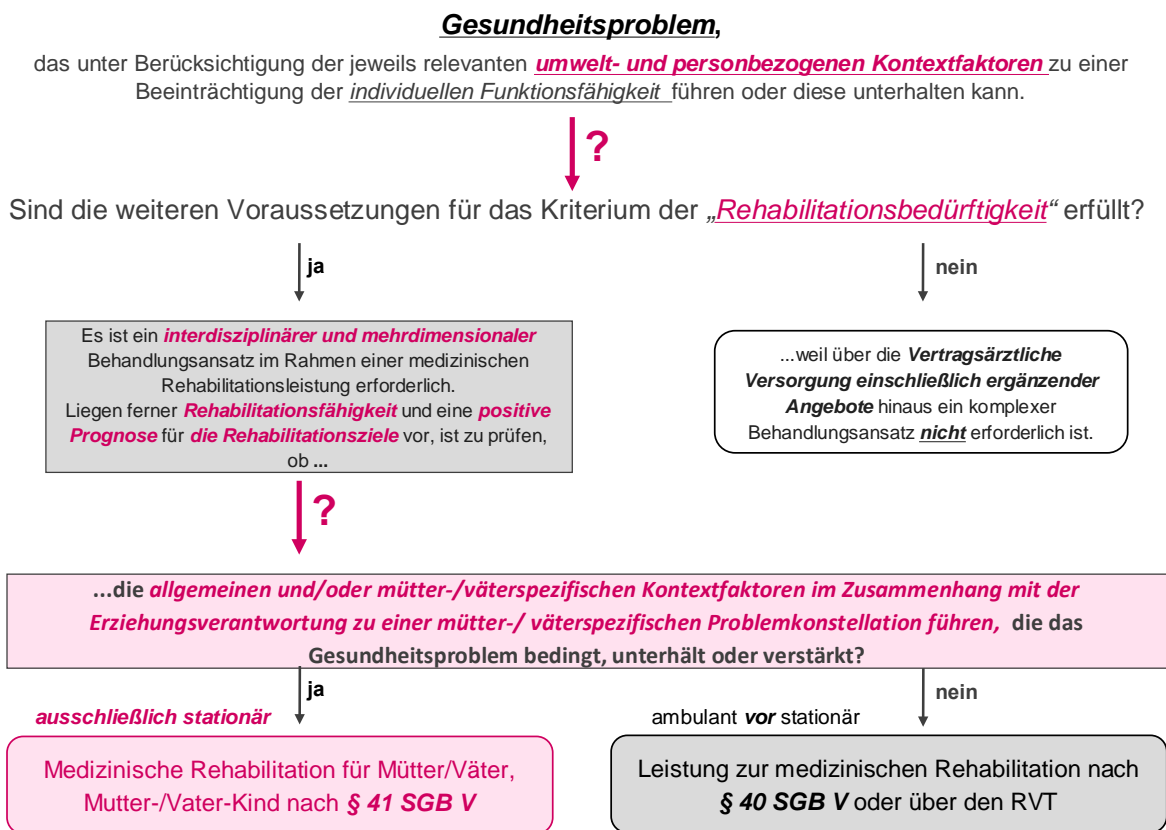 Gesundheitsproblem,
das unter Berücksichtigung der jeweils relevanten umwelt- und personbezogenen Kontextfaktoren zu einer
Beeinträchtigung der individuellen Funktionsfähigkeit führen oder diese unterhalten kann.
?
Sind die weiteren Voraussetzungen für das Kriterium der „Rehabilitationsbedürftigkeit“ erfüllt?
ja
nein
Es ist ein interdisziplinärer und mehrdimensionaler
Behandlungsansatz im Rahmen einer medizinischen
Rehabilitationsleistung erforderlich.
Liegen ferner Rehabilitationsfähigkeit und eine positive
Prognose für die Rehabilitationsziele vor, ist zu prüfen,
ob ...
...weil über die Vertragsärztliche
Versorgung einschließlich ergänzender
Angebote hinaus ein komplexer
Behandlungsansatz nicht erforderlich ist.
?
...die allgemeinen und/oder mütter-/väterspezifischen Kontextfaktoren im Zusammenhang mit der
Erziehungsverantwortung zu einer mütter-/ väterspezifischen Problemkonstellation führen, die das
Gesundheitsproblem bedingt, unterhält oder verstärkt?
ja
nein
ausschließlich stationär
ambulant vor stationär
Medizinische Rehabilitation für Mütter/Väter,
Mutter-/Vater-Kind nach § 41 SGB V
Leistung zur medizinischen Rehabilitation nach
§ 40 SGB V oder über den RVT